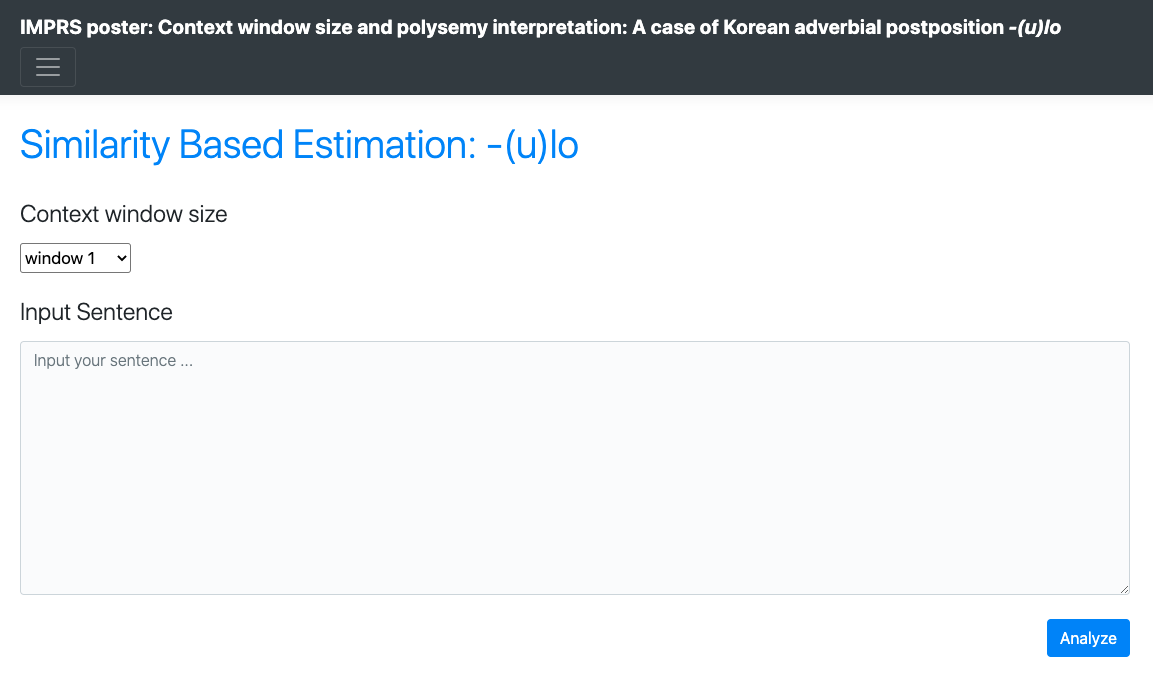 IMPRS poster: Context window size and polysemy interpretation: A case of Korean adverbial postposition -(u)lo
Similarity Based Estimation: -(u)lo
Context window size
window 1
Input Sentence
Input your sentence ...
Analyze